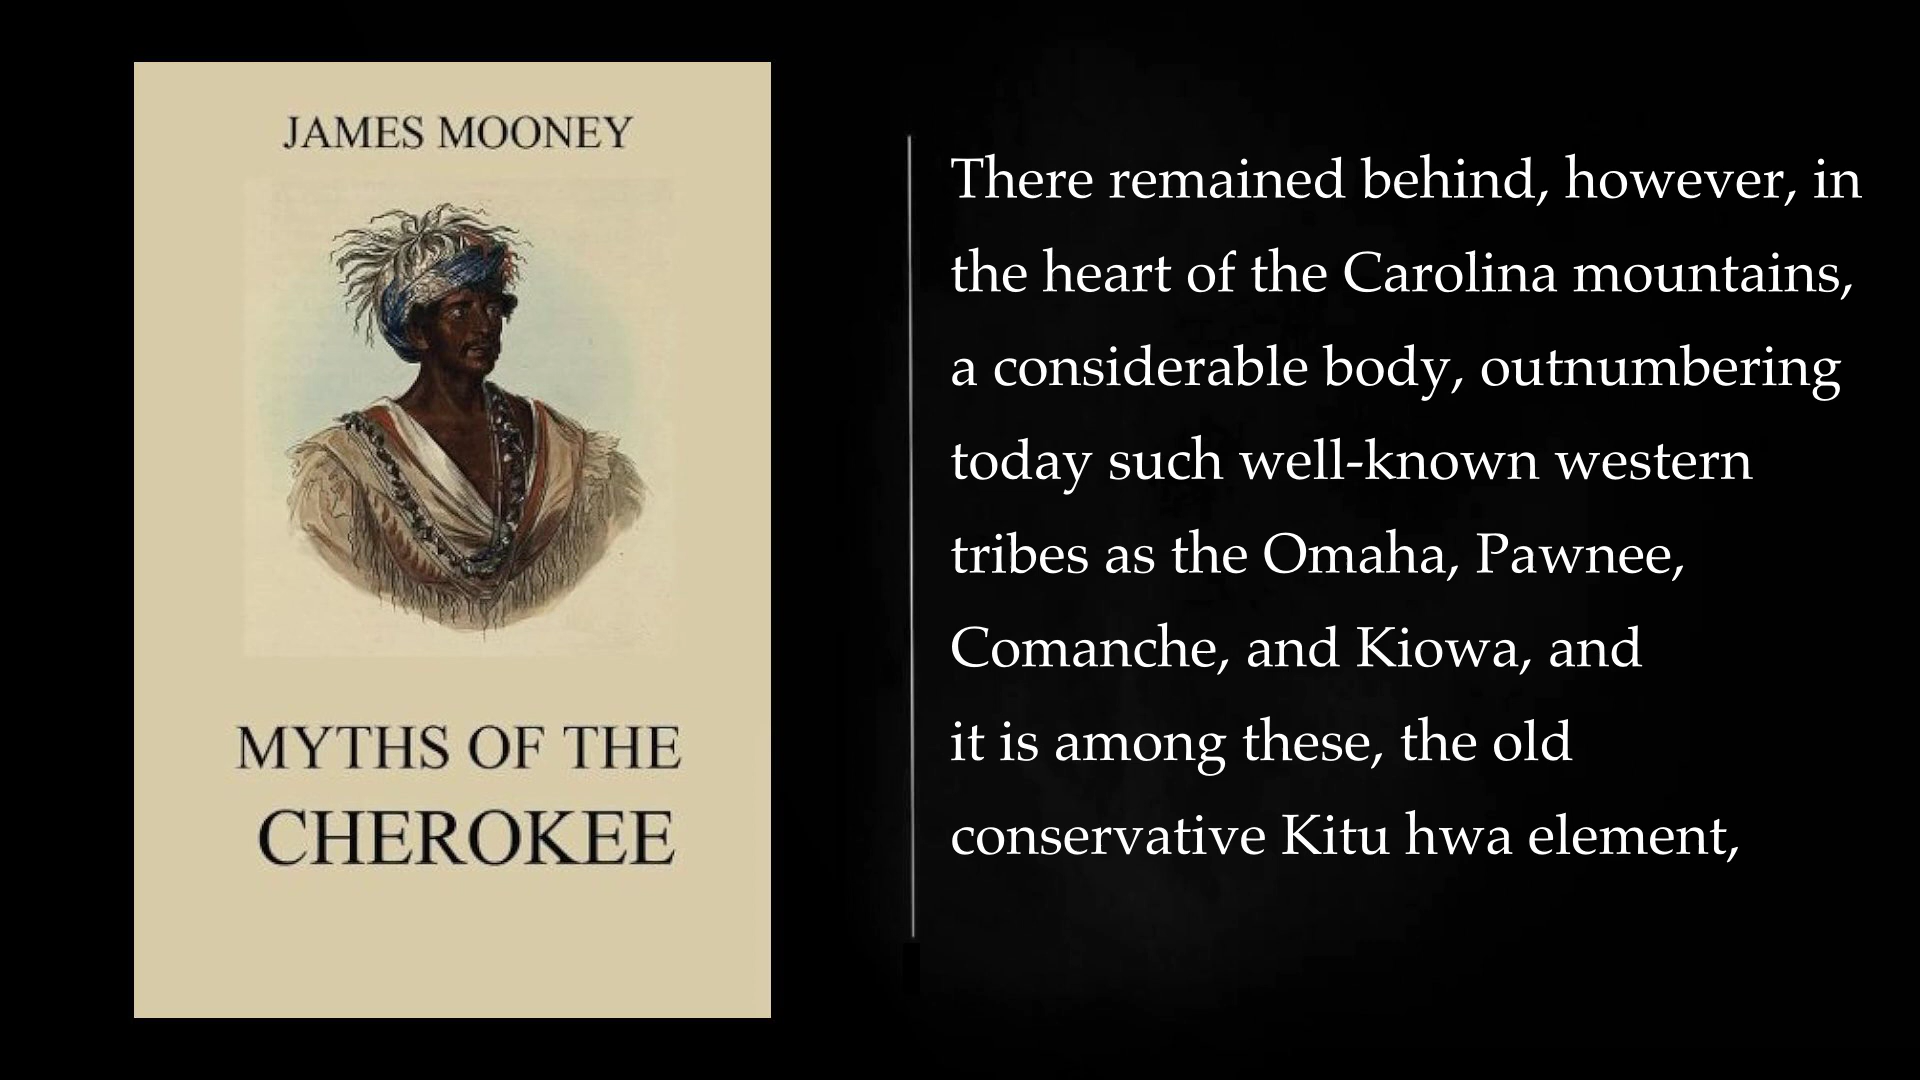 JAMES MOONEY
MYTHS OF THE
CHEROKEE
There remained behind, however, in
the heart of the Carolina mountains,
a considerable body, outnumbering
today such well-known western
tribes as the Omaha, Pawnee,
Comanche, and Kiowa, and
it is among these, the old
conservative Kitu hwa element,